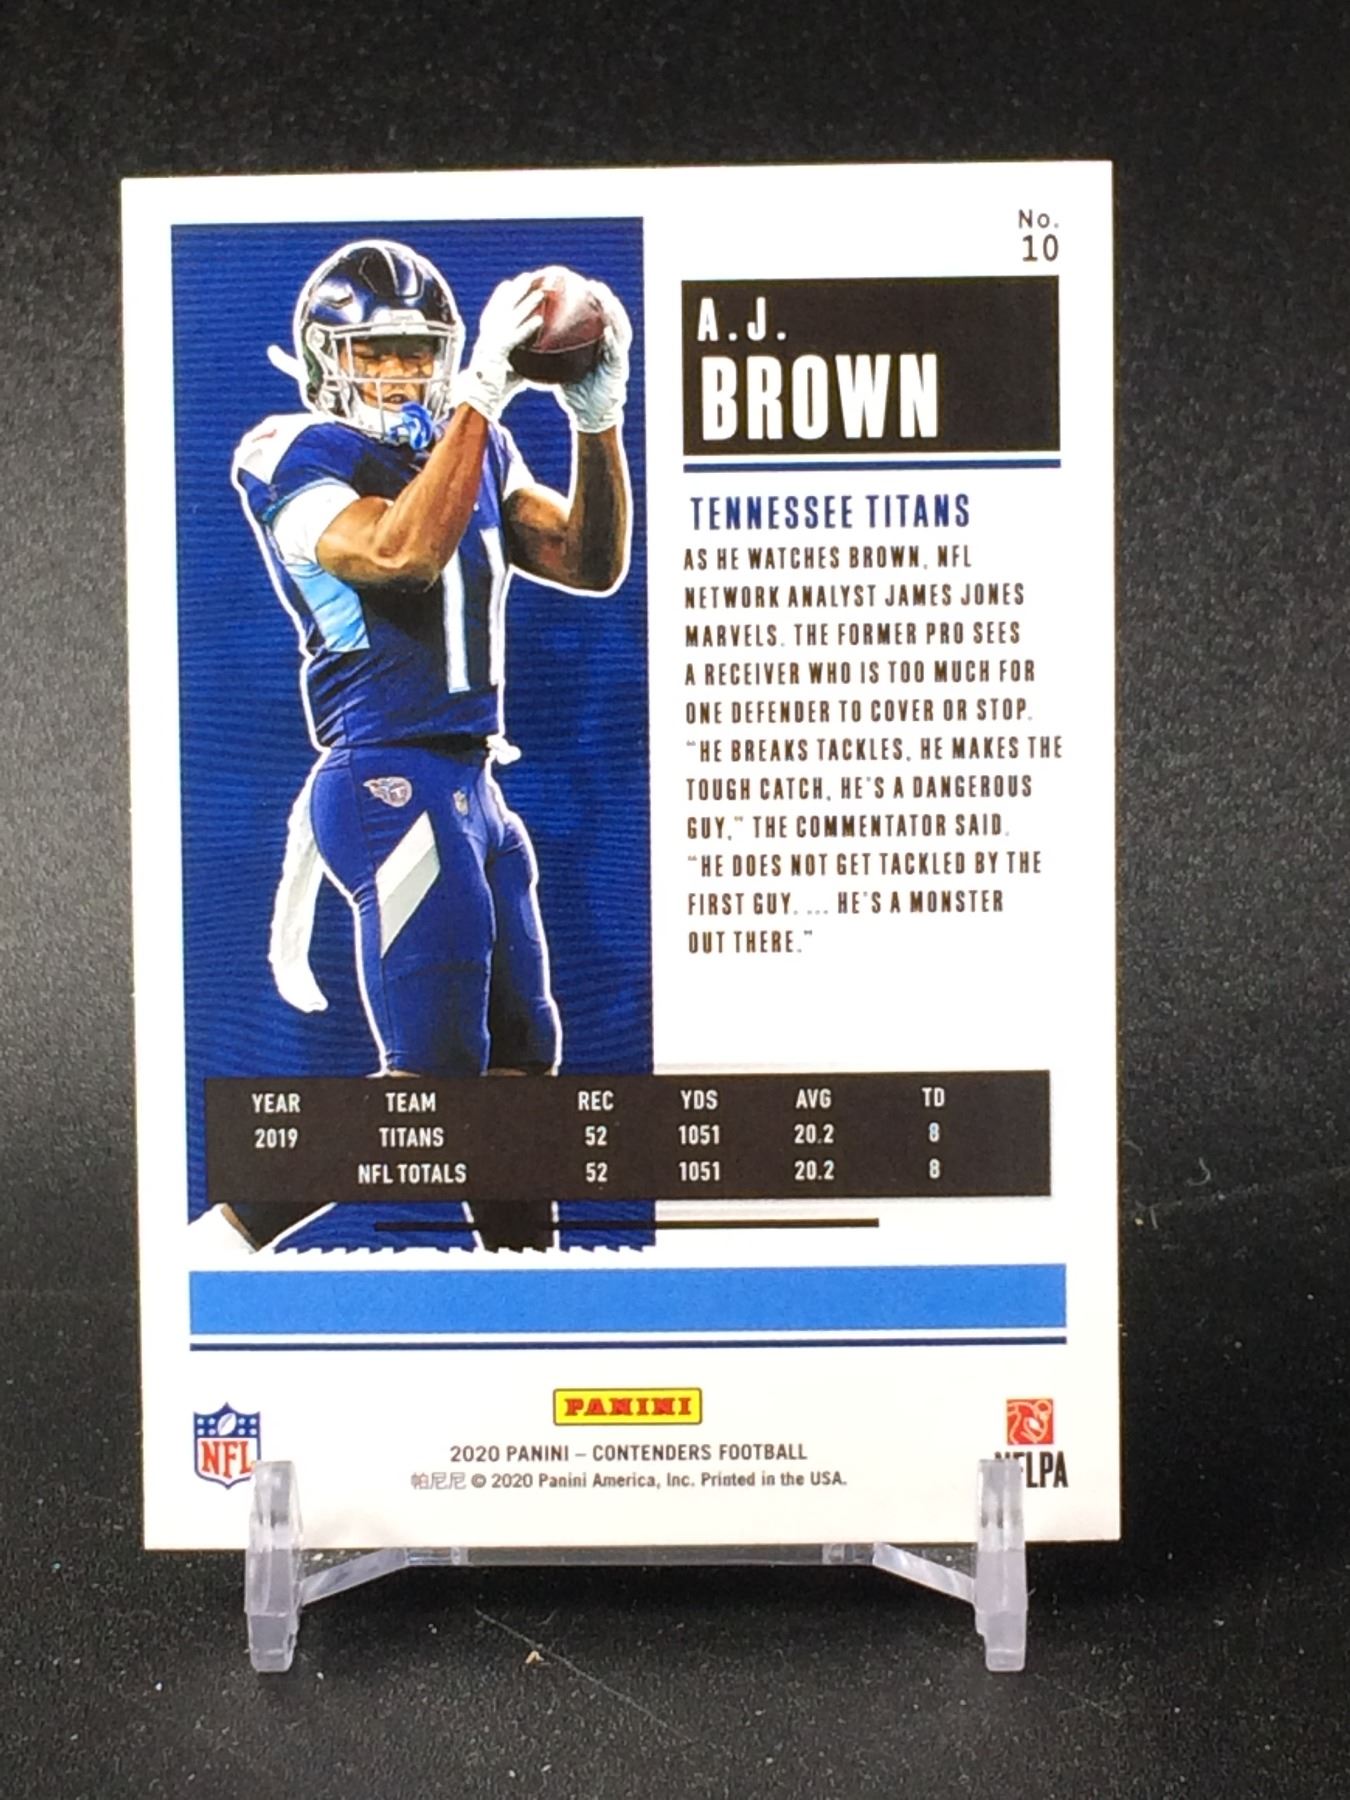 No.
10
A.J.
BROWN
TENNESSEE TITANS
AS HE WATCHES BROWN, NFL
NETWORK ANALYST JAMES JONES
MARVELS. THE FORMER PRO SEES
A RECEIVER WHO IS TOO MUCH FOR
ONE DEFENDER TO COVER OR STOP.
"HE BREAKS TACKLES, HE MAKES THE
TOUGH CATCH, HE'S A DANGEROUS
GUY," THE COMMENTATOR SAID.
"HE DOES NOT GET TACKLED BY THE
FIRST GUY. ... HE'S A MONSTER
OUT THERE."
11
YEAR TEAM REC YDS AVG TD
2019 TITANS 52 1051 20.2 8
NFL TOTALS 52 1051 20.2 8
PANINI
NFL
2020 PANINI – CONTENDERS FOOTBALL
帕尼尼 © 2020 Panini America, Inc. Printed in the USA.
NFLPA